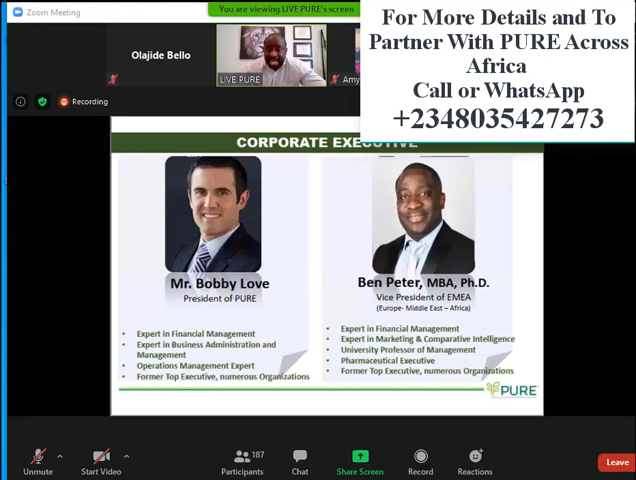 Zoom Meeting
You are viewing LIVE PURE's screen
For More Details and To
Partner With PURE Across
Africa
Call or WhatsApp
+2348035427273
Olajide Bello
LIVE PURE
Amy
Recording
CORPORATE EXECUTIVE
Mr. Bobby Love
President of PURE
• Expert in Financial Management
• Expert in Business Administration and
Management
• Operations Management Expert
• Former Top Executive, numerous Organizations
Ben Peter, MBA, Ph.D.
Vice President of EMEA
(Europe- Middle East – Africa)
• Expert in Financial Management
• Expert in Marketing & Comparative Intelligence
• University Professor of Management
• Pharmaceutical Executive
• Former Top Executive, numerous Organizations
PURE
187
Unmute
Start Video
Participants
Chat
Share Screen
Record
Reactions
Leave